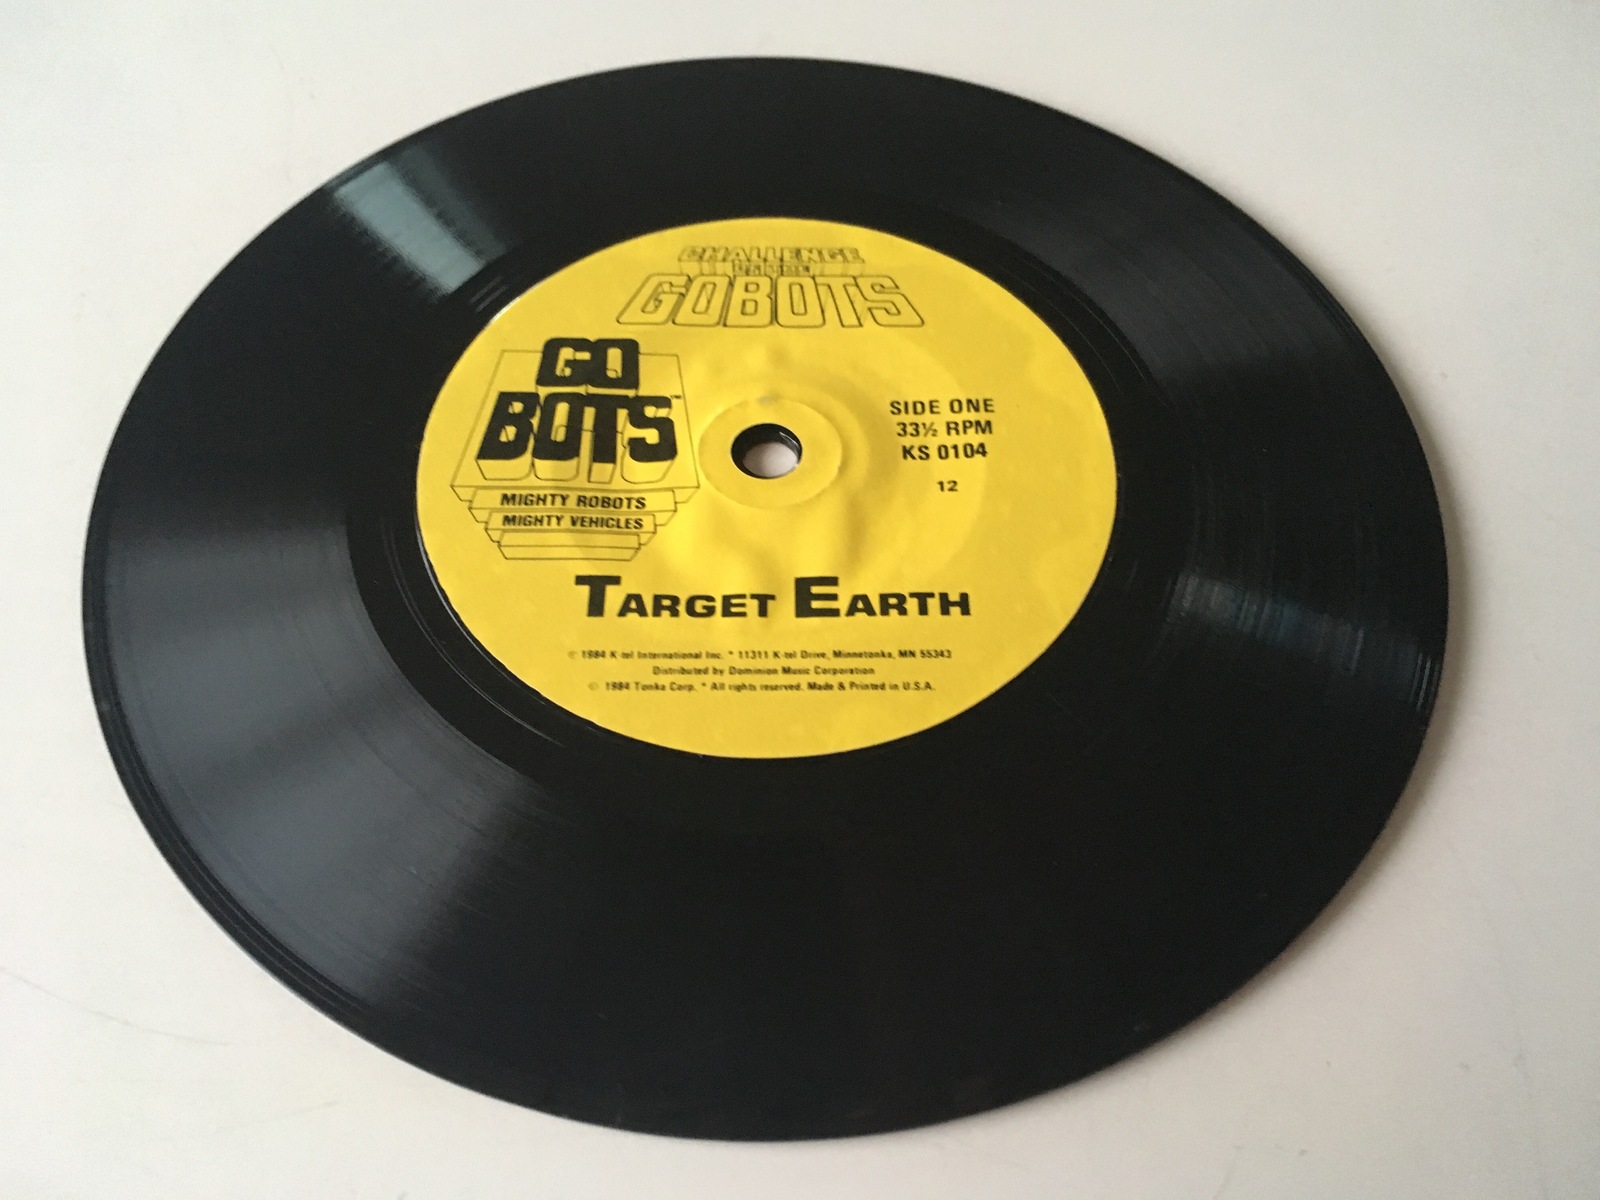 CHALLENGE
OF THE
GOBOTS
GO
BOTS™
MIGHTY ROBOTS
MIGHTY VEHICLES
SIDE ONE
33⅓ RPM
KS 0104
12
TARGET EARTH
℗ 1984 K-tel International Inc. * 11311 K-tel Drive, Minnetonka, MN 55343
Distributed by Dominion Music Corporation
© 1984 Tonka Corp. * All rights reserved. Made & Printed in U.S.A.